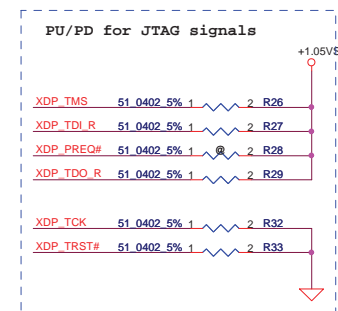 PU/PD for JTAG signals
+1.05VS
XDP_TMS 51_0402_5% 1 2 R26
XDP_TDI_R 51_0402_5% 1 2 R27
XDP_PREQ# 51_0402_5% 1 @ 2 R28
XDP_TDO_R 51_0402_5% 1 2 R29
XDP_TCK 51_0402_5% 1 2 R32
XDP_TRST# 51_0402_5% 1 2 R33